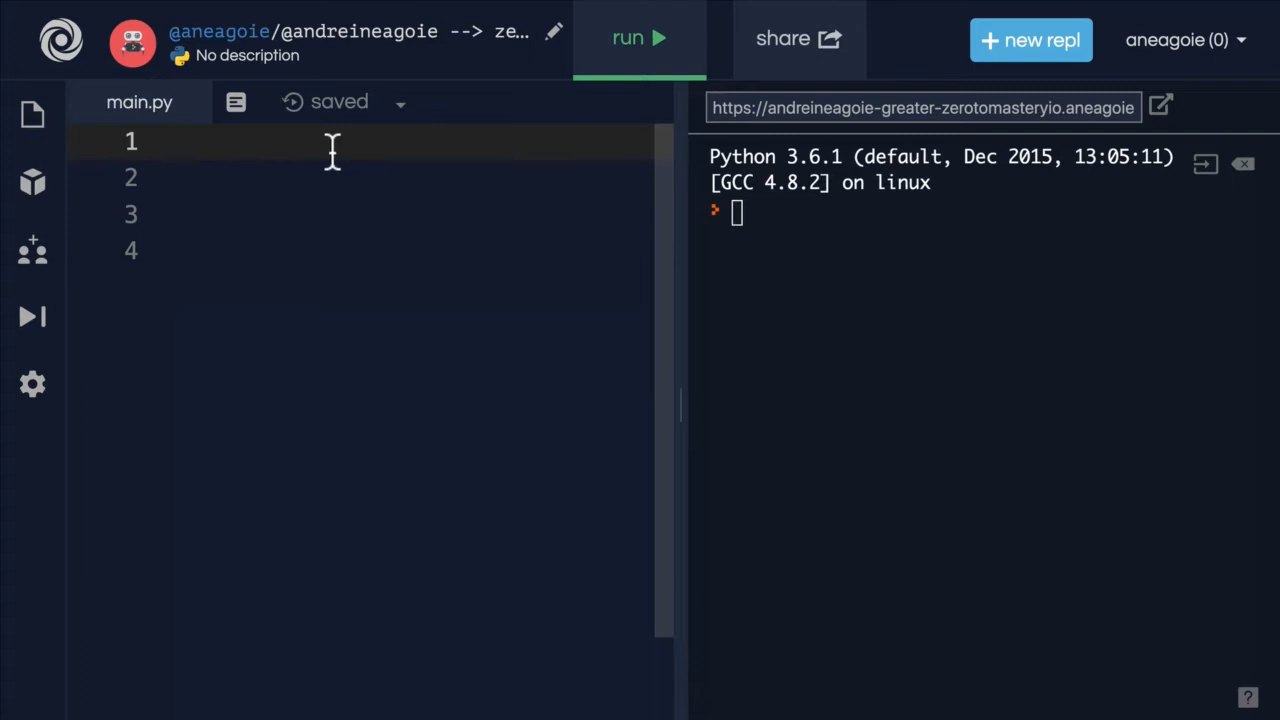 @aneagoie/@andreineagoie --> ze...
No description
run
share
+ new repl
aneagoie (0)
main.py
saved
https://andreineagoie-greater-zerotomasteryio.aneagoie
1
2
3
4
Python 3.6.1 (default, Dec 2015, 13:05:11)
[GCC 4.8.2] on linux
?